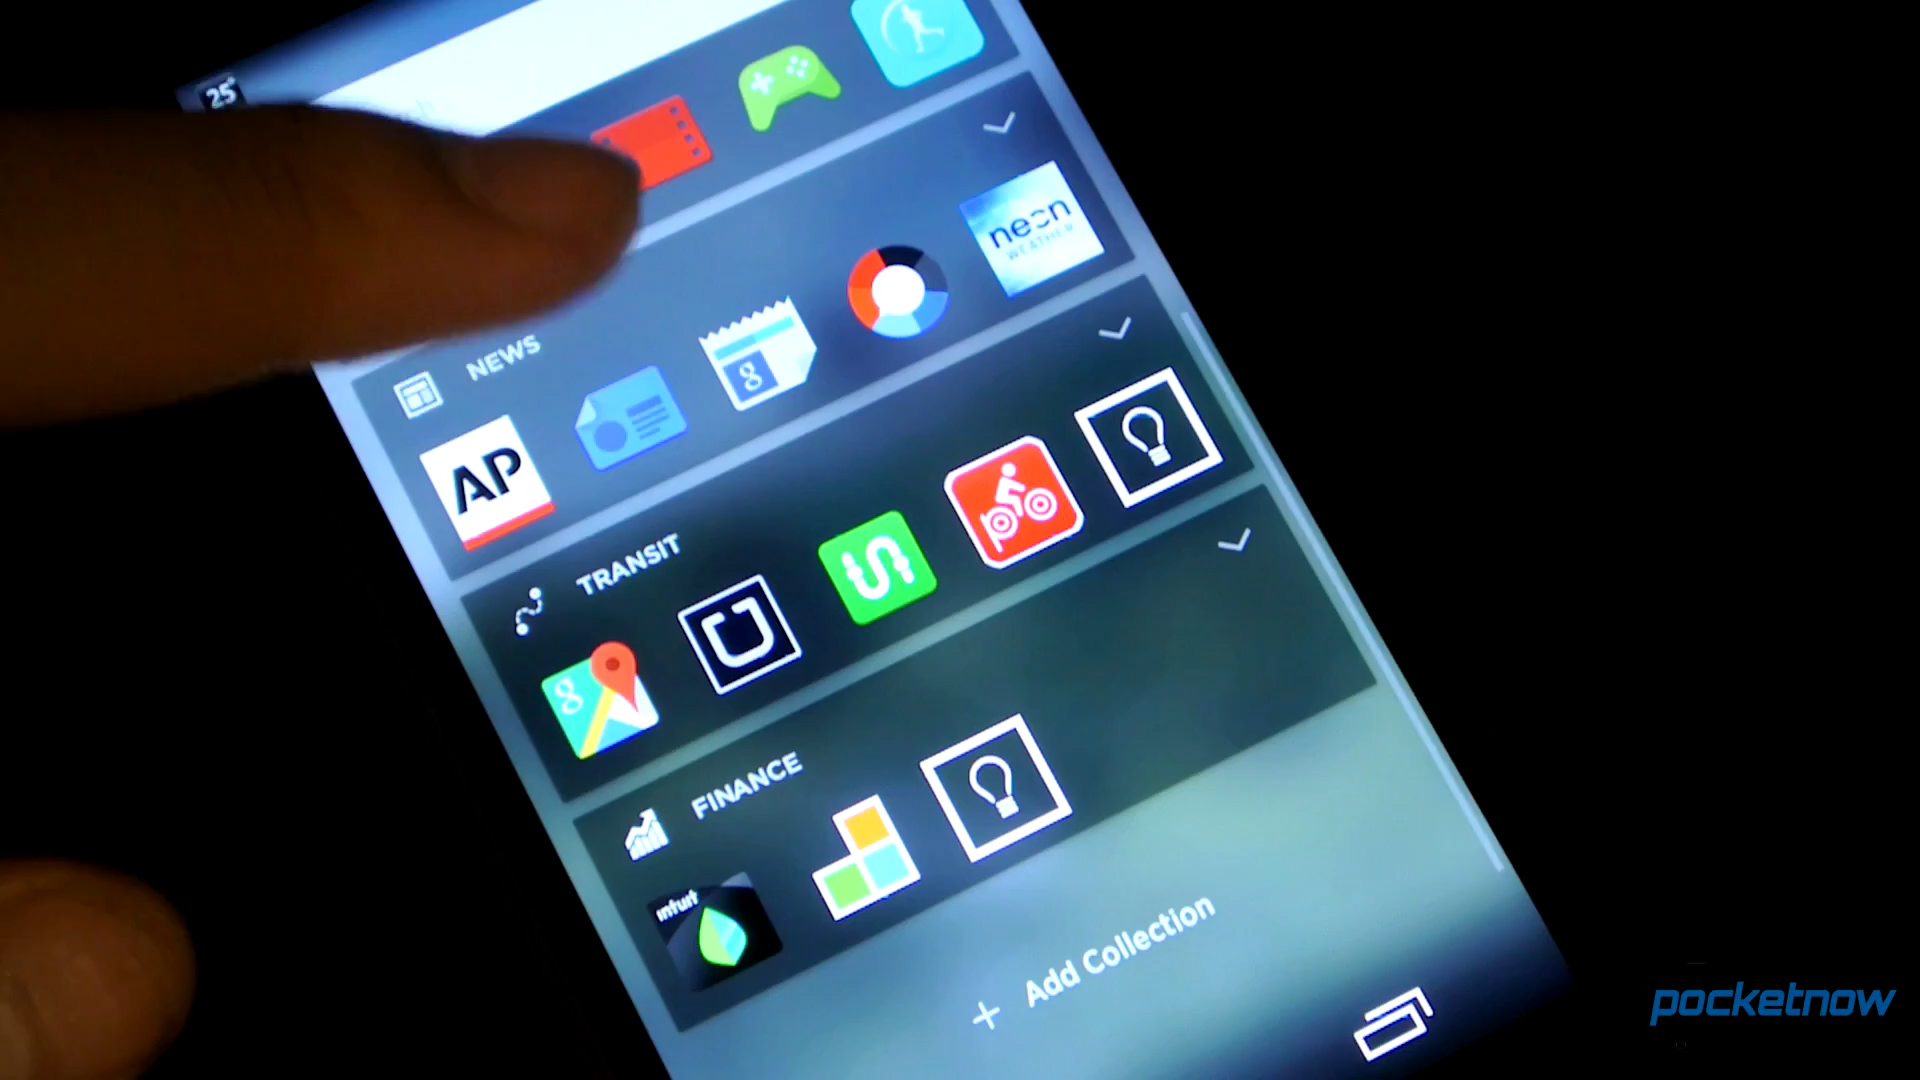 25°
NEWS
neon
WEATHER
g
AP
TRANSIT
g
FINANCE
intuit
+ Add Collection
pocketnow